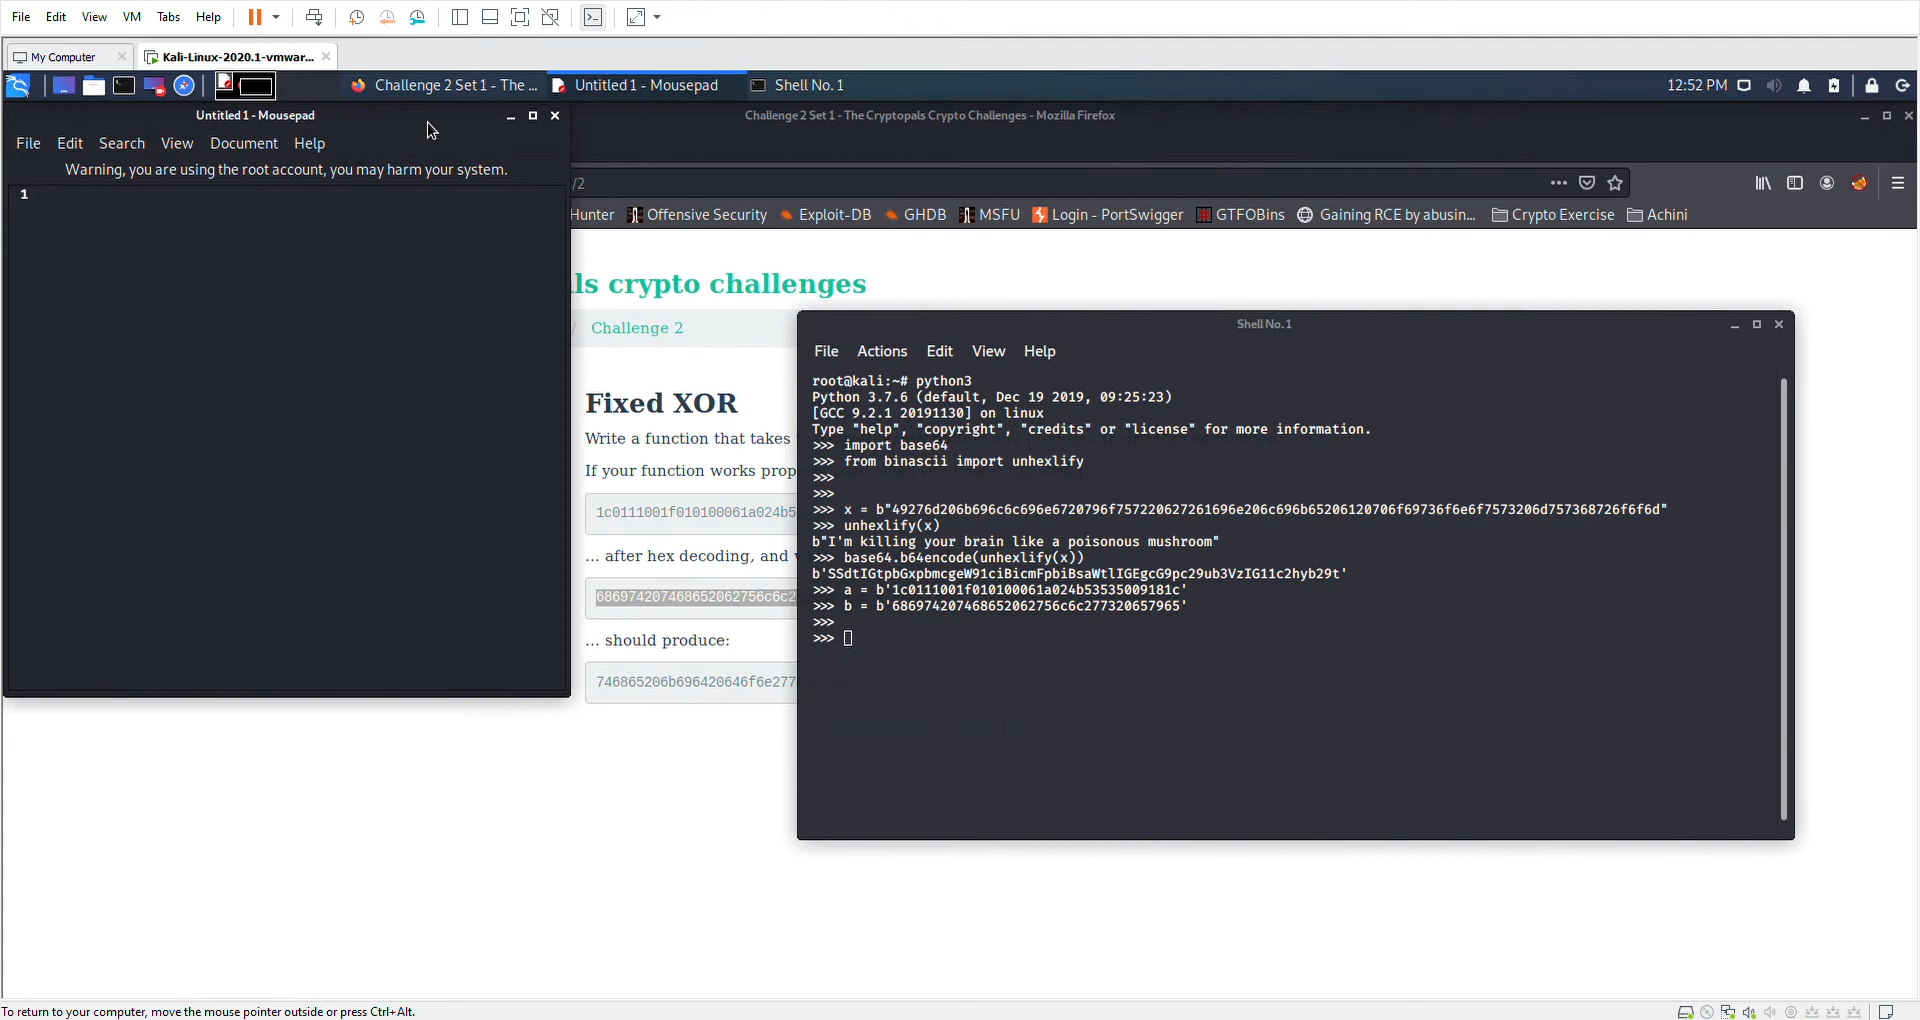 File Edit View VM Tabs Help
My Computer
Kali-Linux-2020.1-vmwar...
Challenge 2 Set 1 - The ...
Untitled 1 - Mousepad
Shell No. 1
12:52 PM
Untitled 1 - Mousepad
Challenge 2 Set 1 - The Cryptopals Crypto Challenges - Mozilla Firefox
File Edit Search View Document Help
Warning, you are using the root account, you may harm your system.
1
/2
Hunter Offensive Security Exploit-DB GHDB MSFU Login - PortSwigger GTFOBins Gaining RCE by abusin... Crypto Exercise Achini
ls crypto challenges
/ Challenge 2
Fixed XOR
Write a function that takes
If your function works prop
1c0111001f010100061a024b5
... after hex decoding, and w
686974207468652062756c6c2
... should produce:
746865206b696420646f6e277
Shell No. 1
File Actions Edit View Help
root@kali:~# python3
Python 3.7.6 (default, Dec 19 2019, 09:25:23)
[GCC 9.2.1 20191130] on linux
Type "help", "copyright", "credits" or "license" for more information.
>>> import base64
>>> from binascii import unhexlify
>>>
>>>
>>> x = b"49276d206b696c6c696e6720796f757220627261696e206c696b65206120706f69736f6e6f7573206d757368726f6f6d"
>>> unhexlify(x)
b"I'm killing your brain like a poisonous mushroom"
>>> base64.b64encode(unhexlify(x))
b'SSdtIGtpbGxpbmcgeW91ciBicmFpbiBsaWtlIGEgcG9pc29ub3VzIG11c2hyb29t'
>>> a = b'1c0111001f010100061a024b53535009181c'
>>> b = b'686974207468652062756c6c277320657965'
>>>
>>>
To return to your computer, move the mouse pointer outside or press Ctrl+Alt.